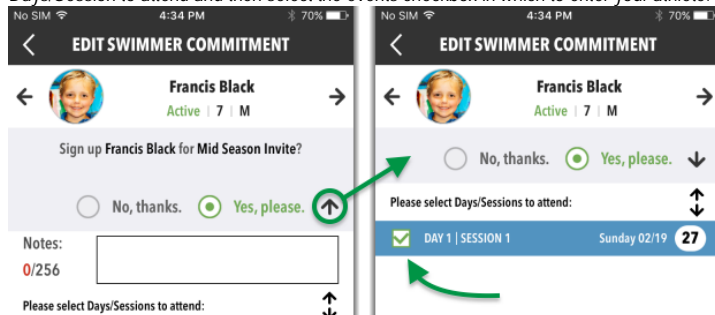 Days/Session to attend and then select the events checkbox in which to enter your athlete.
No SIM 4:34 PM 70%
EDIT SWIMMER COMMITMENT
Francis Black
Active | 7 | M
Sign up Francis Black for Mid Season Invite?
No, thanks. Yes, please.
Notes:
0/256
Please select Days/Sessions to attend:
No SIM 4:34 PM 70%
EDIT SWIMMER COMMITMENT
Francis Black
Active | 7 | M
No, thanks. Yes, please.
Please select Days/Sessions to attend:
DAY 1 | SESSION 1 Sunday 02/19 27